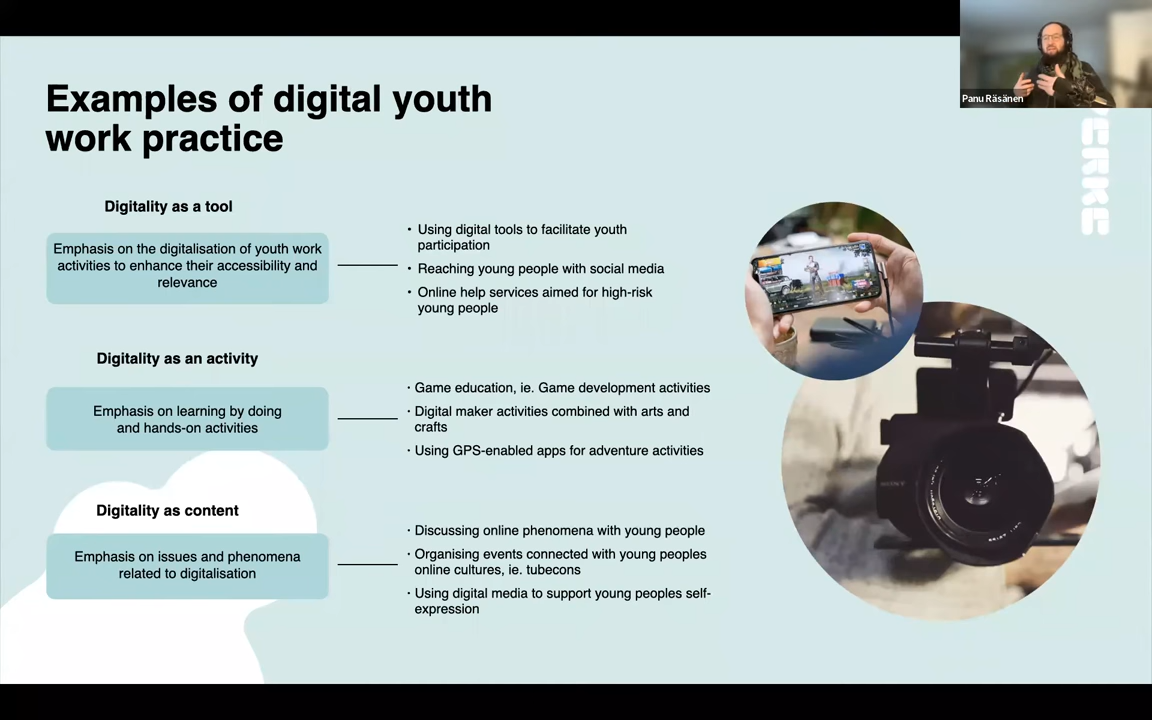 Examples of digital youth
work practice
Panu Räsänen
VERKE
Digitality as a tool
Emphasis on the digitalisation of youth work
activities to enhance their accessibility and
relevance
• Using digital tools to facilitate youth
participation
• Reaching young people with social media
• Online help services aimed for high-risk
young people
Digitality as an activity
Emphasis on learning by doing
and hands-on activities
• Game education, ie. Game development activities
• Digital maker activities combined with arts and
crafts
• Using GPS-enabled apps for adventure activities
Digitality as content
Emphasis on issues and phenomena
related to digitalisation
• Discussing online phenomena with young people
• Organising events connected with young peoples
online cultures, ie. tubecons
• Using digital media to support young peoples self-
expression
SONY